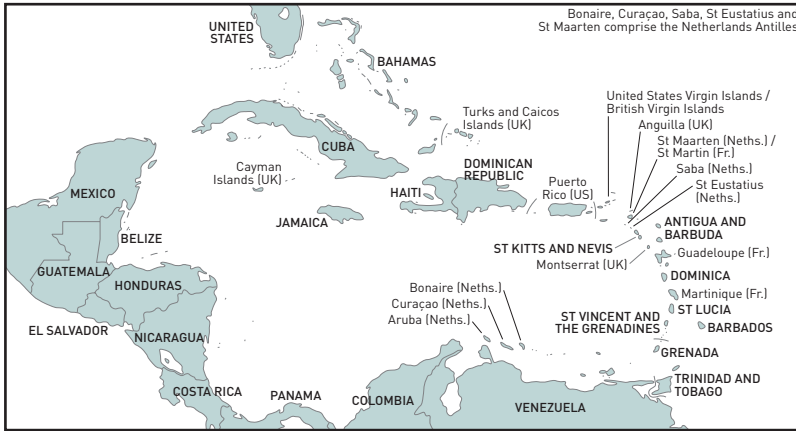 Bonaire, Curaçao, Saba, St Eustatius and
St Maarten comprise the Netherlands Antilles
UNITED
STATES
BAHAMAS
Turks and Caicos
Islands (UK)
United States Virgin Islands /
British Virgin Islands
Anguilla (UK)
St Maarten (Neths.) /
St Martin (Fr.)
Saba (Neths.)
St Eustatius
(Neths.)
CUBA
Cayman
Islands (UK)
DOMINICAN
REPUBLIC
Puerto
Rico (US)
MEXICO
HAITI
JAMAICA
ANTIGUA AND
BARBUDA
BELIZE
ST KITTS AND NEVIS
Guadeloupe (Fr.)
Montserrat (UK)
GUATEMALA
DOMINICA
HONDURAS
Bonaire (Neths.)
Curaçao (Neths.)
Aruba (Neths.)
Martinique (Fr.)
ST LUCIA
ST VINCENT AND
THE GRENADINES
BARBADOS
EL SALVADOR
NICARAGUA
GRENADA
COSTA RICA
PANAMA
COLOMBIA
VENEZUELA
TRINIDAD AND
TOBAGO